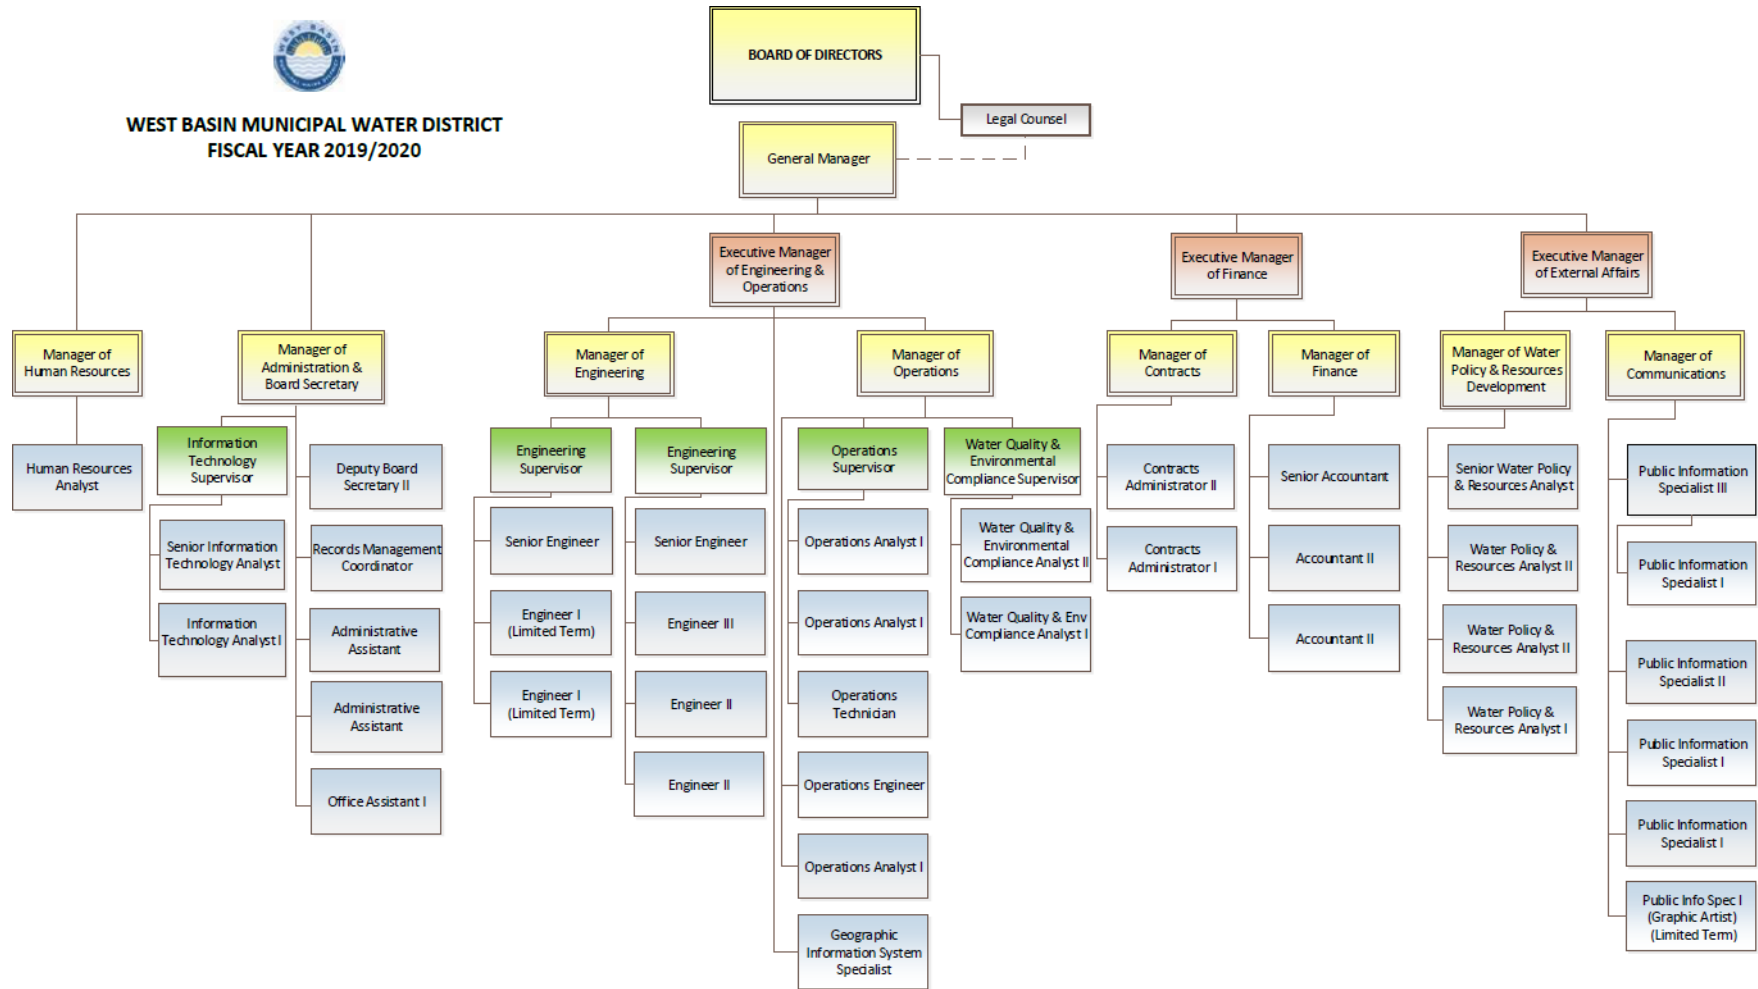 WEST BASIN
MUNICIPAL WATER DISTRICT
WEST BASIN MUNICIPAL WATER DISTRICT
FISCAL YEAR 2019/2020
BOARD OF DIRECTORS
Legal Counsel
General Manager
Executive Manager
of Engineering &
Operations
Executive Manager
of Finance
Executive Manager
of External Affairs
Manager of
Human Resources
Manager of
Administration &
Board Secretary
Manager of
Engineering
Manager of
Operations
Manager of
Contracts
Manager of
Finance
Manager of Water
Policy & Resources
Development
Manager of
Communications
Human Resources
Analyst
Information
Technology
Supervisor
Senior Information
Technology Analyst
Information
Technology Analyst I
Deputy Board
Secretary II
Records Management
Coordinator
Administrative
Assistant
Administrative
Assistant
Office Assistant I
Engineering
Supervisor
Senior Engineer
Engineer I
(Limited Term)
Engineer I
(Limited Term)
Engineering
Supervisor
Senior Engineer
Engineer III
Engineer II
Engineer II
Operations
Supervisor
Operations Analyst I
Operations Analyst I
Operations
Technician
Operations Engineer
Operations Analyst I
Geographic
Information System
Specialist
Water Quality &
Environmental
Compliance Supervisor
Water Quality &
Environmental
Compliance Analyst II
Water Quality & Env
Compliance Analyst I
Contracts
Administrator II
Contracts
Administrator I
Senior Accountant
Accountant II
Accountant II
Senior Water Policy
& Resources Analyst
Water Policy &
Resources Analyst II
Water Policy &
Resources Analyst II
Water Policy &
Resources Analyst I
Public Information
Specialist III
Public Information
Specialist I
Public Information
Specialist II
Public Information
Specialist I
Public Information
Specialist I
Public Info Spec I
(Graphic Artist)
(Limited Term)